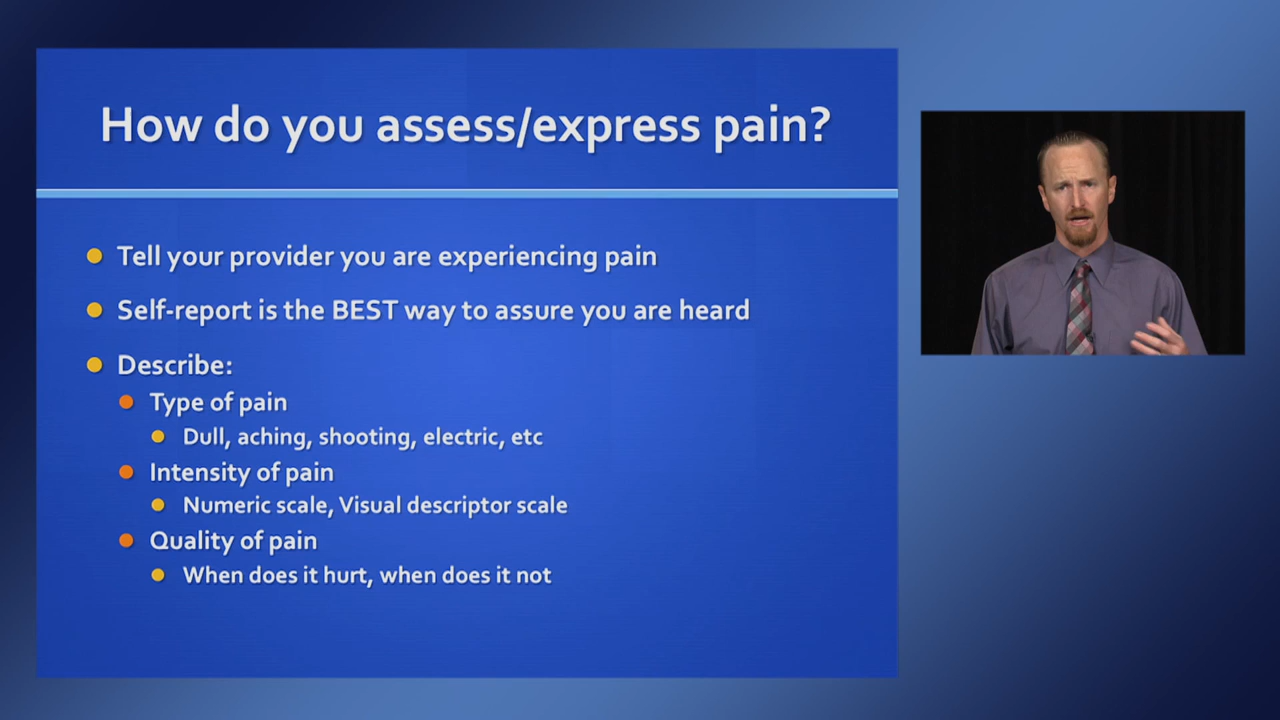 How do you assess/express pain?
Tell your provider you are experiencing pain
Self-report is the BEST way to assure you are heard
Describe:
Type of pain
Dull, aching, shooting, electric, etc
Intensity of pain
Numeric scale, Visual descriptor scale
Quality of pain
When does it hurt, when does it not